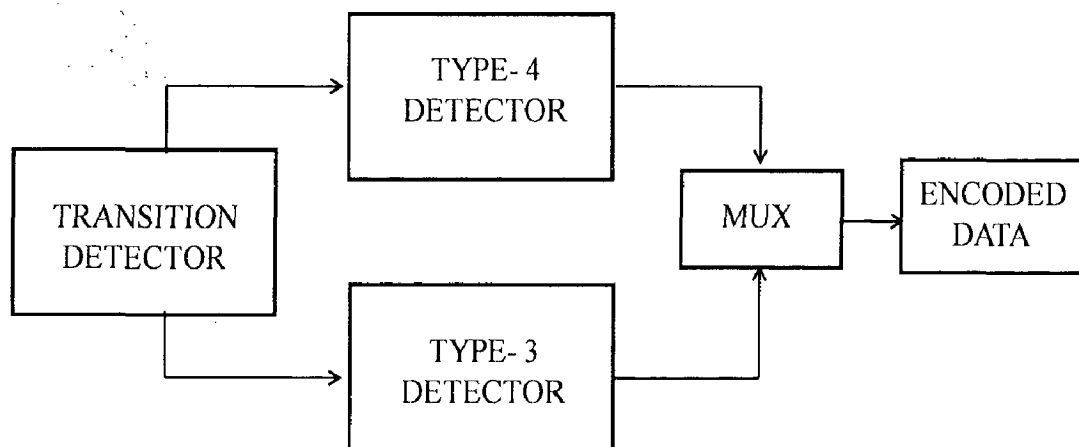 TYPE- 4
DETECTOR
TRANSITION
DETECTOR
MUX
ENCODED
DATA
TYPE- 3
DETECTOR